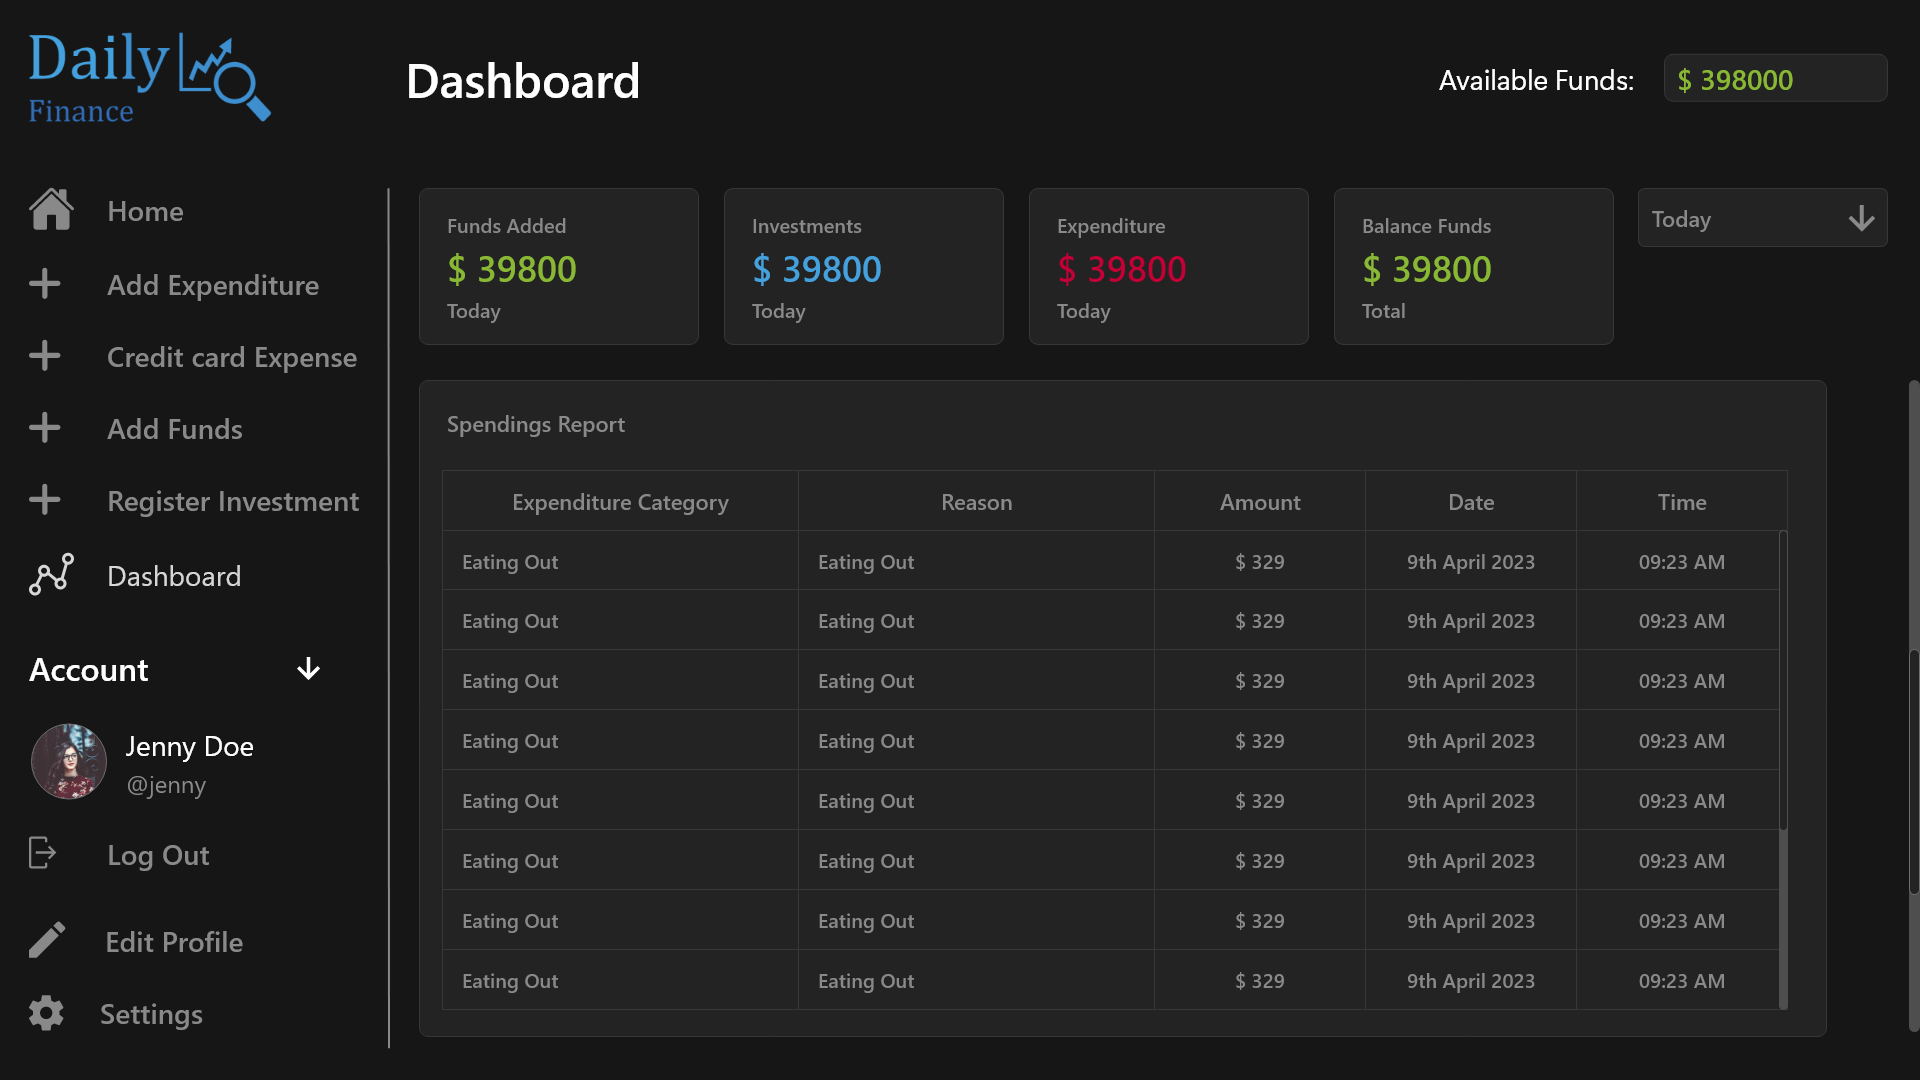 Daily
Finance
Dashboard
Available Funds:
$ 398000
Home
Add Expenditure
Credit card Expense
Add Funds
Register Investment
Dashboard
Account
Jenny Doe
@jenny
Log Out
Edit Profile
Settings
Funds Added
$ 39800
Today
Investments
$ 39800
Today
Expenditure
$ 39800
Today
Balance Funds
$ 39800
Total
Today
Spendings Report
Expenditure Category Reason Amount Date Time
Eating Out Eating Out $ 329 9th April 2023 09:23 AM
Eating Out Eating Out $ 329 9th April 2023 09:23 AM
Eating Out Eating Out $ 329 9th April 2023 09:23 AM
Eating Out Eating Out $ 329 9th April 2023 09:23 AM
Eating Out Eating Out $ 329 9th April 2023 09:23 AM
Eating Out Eating Out $ 329 9th April 2023 09:23 AM
Eating Out Eating Out $ 329 9th April 2023 09:23 AM
Eating Out Eating Out $ 329 9th April 2023 09:23 AM